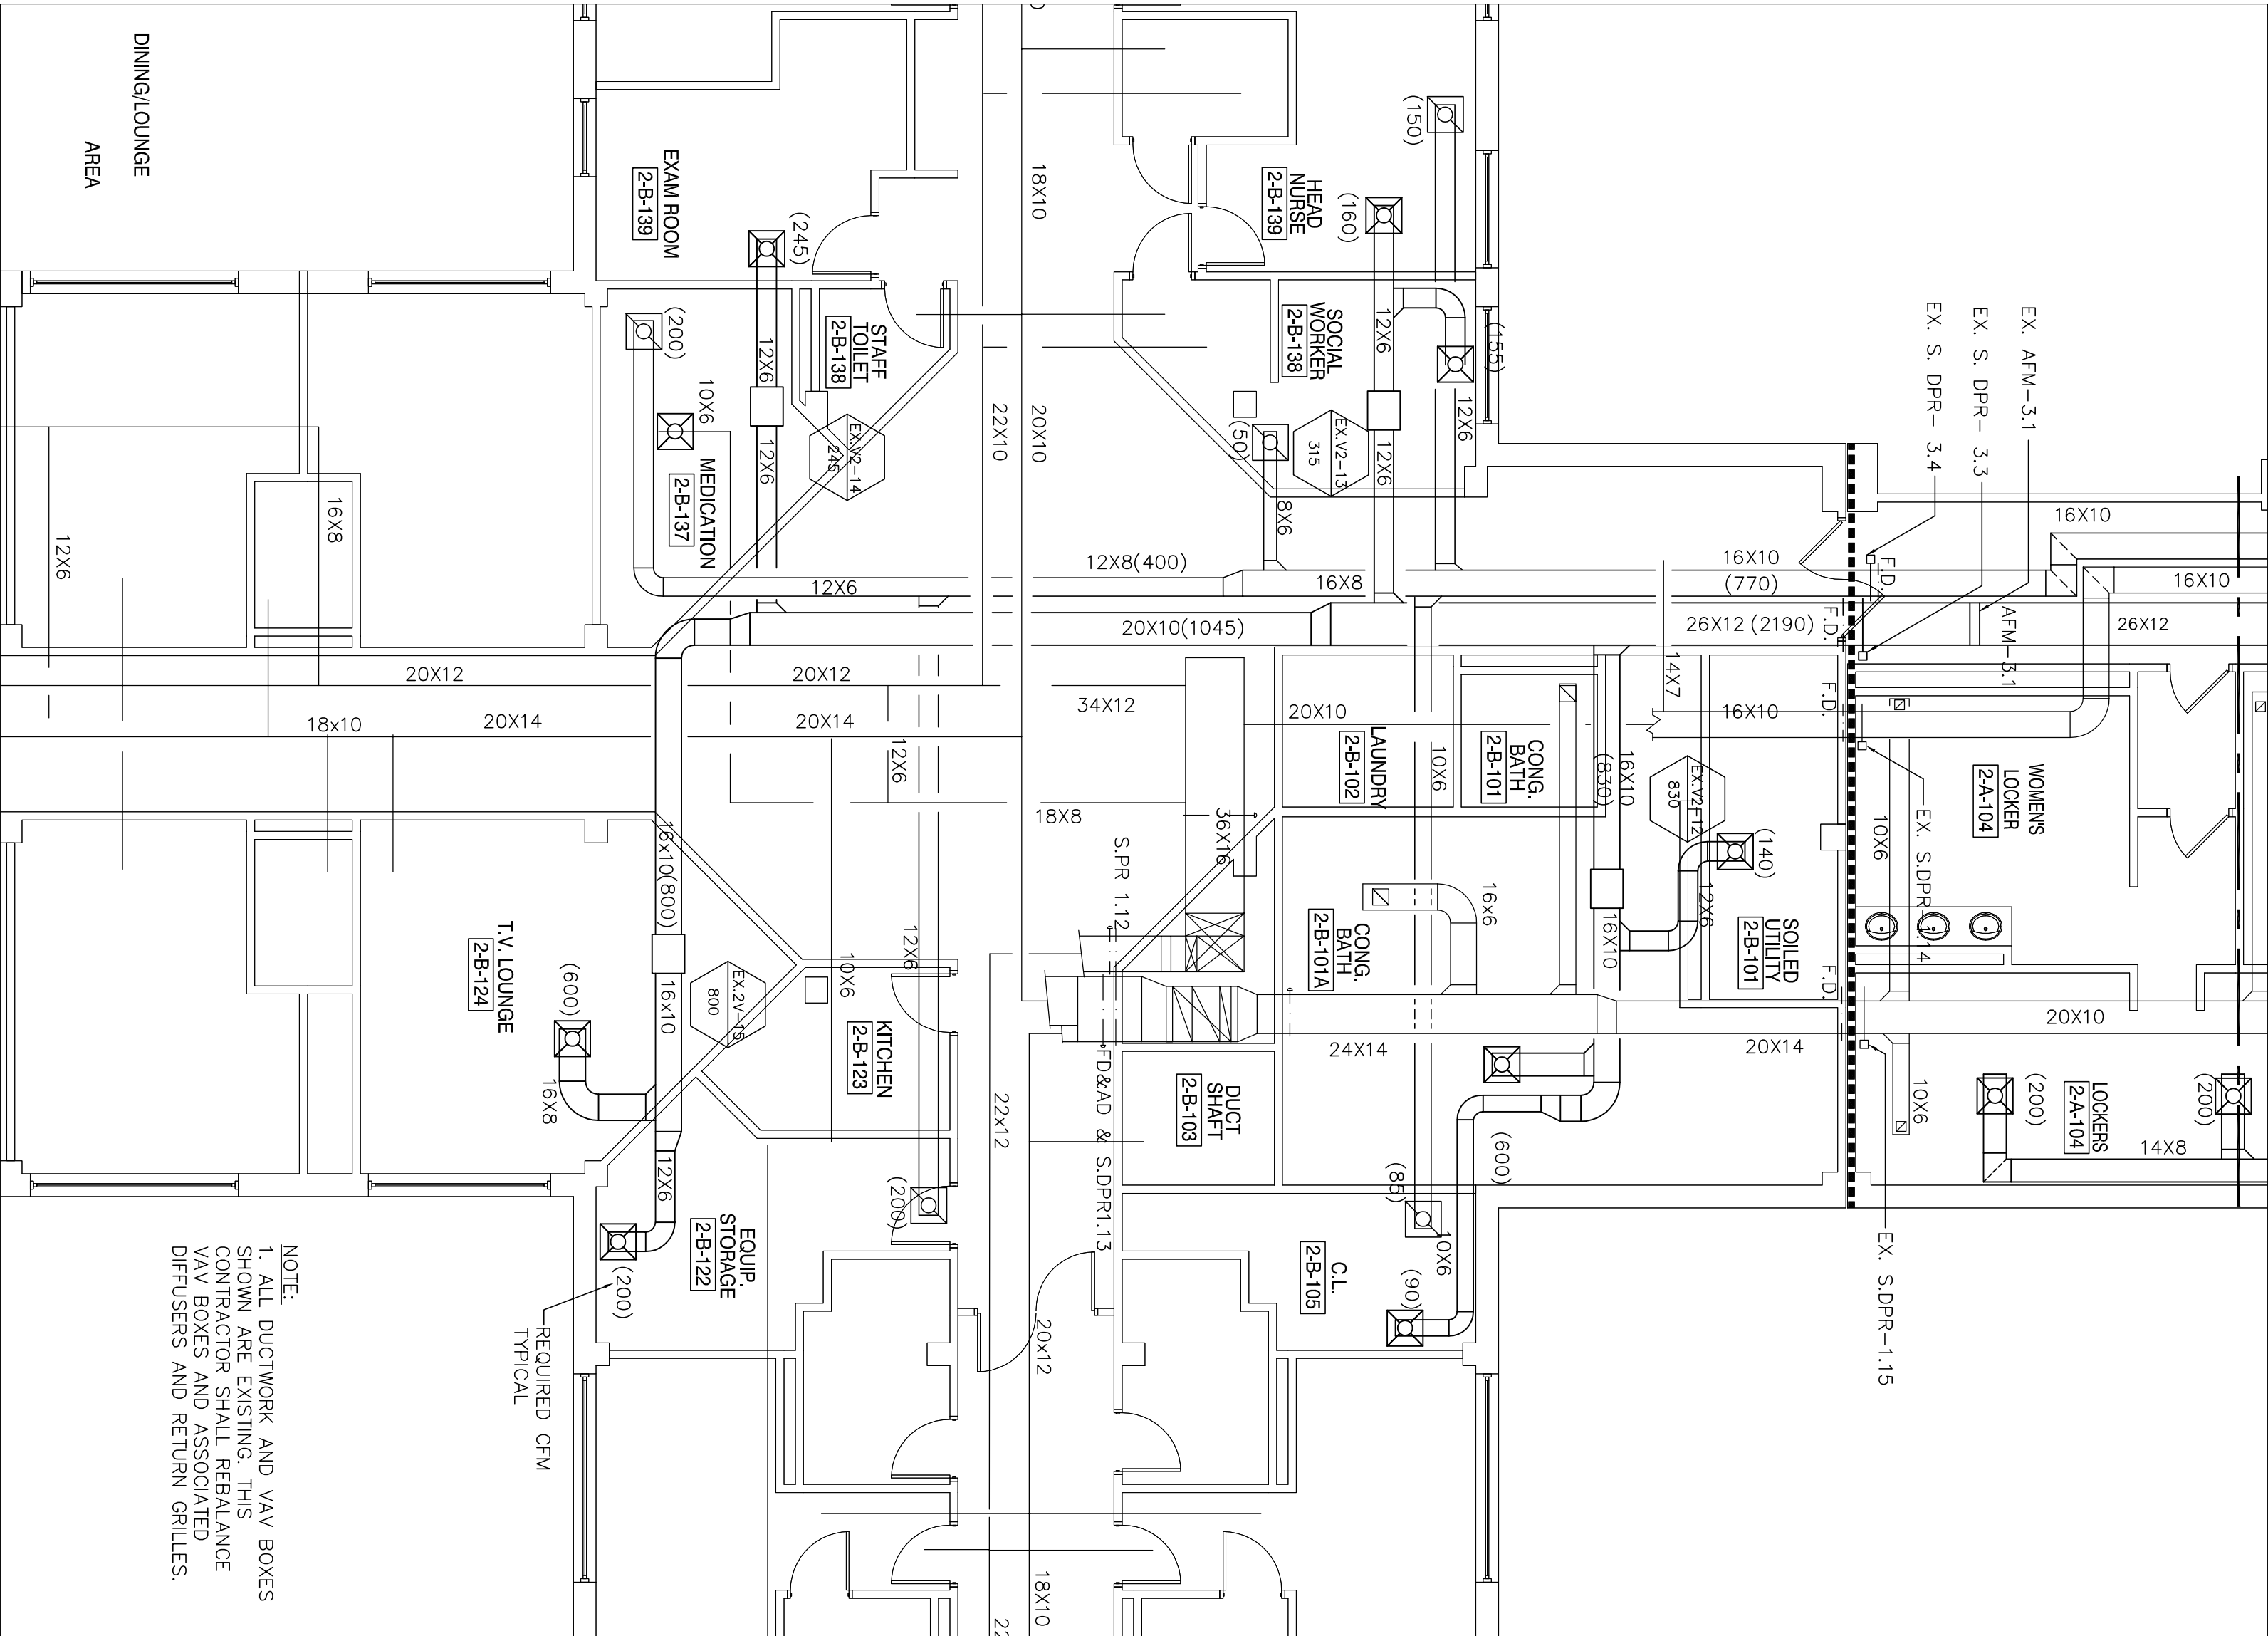 DINING/LOUNGE
AREA
EXAM ROOM
2-B-139
(245)
18X10
HEAD
NURSE
2-B-139
(160)
(150)
STAFF
TOILET
2-B-138
(200)
10X6
12X6
12X6
EX.V2-14
245
MEDICATION
2-B-137
22X10
20X10
SOCIAL
WORKER
2-B-138
(50)
EX.V2-13
315
12X6
12X6
(155)
12X6
8X6
EX. S. DPR- 3.4
EX. S. DPR- 3.3
EX. AFM-3.1
16X10
16X8
12X6
12X6
12X8(400)
16X8
16X10
(770)
F.D.
16X10
20X10(1045)
26X12 (2190)
F.D.
AFM-3.1
26X12
20X12
20X12
34X12
14X7
18x10
20X14
20X14
20X10
16X10
F.D.
12X6
LAUNDRY
2-B-102
10X6
CONG.
BATH
2-B-101
16X10
(830)
EX.V2-12
830
(140)
WOMEN'S
LOCKER
2-A-104
10X6
EX. S.DPR-1.14
18X8
36X16
S.PR 1.12
16x10(800)
16x10
12X6
10X6
CONG.
BATH
2-B-101A
16x6
16X10
12X6
SOILED
UTILITY
2-B-101
F.D.
T.V. LOUNGE
2-B-124
(600)
16X8
EX.2V-15
800
KITCHEN
2-B-123
FD&AD & S.DPR1.13
24X14
20X14
20X10
22x12
DUCT
SHAFT
2-B-103
(600)
10X6
(200)
LOCKERS
2-A-104
(200)
14X8
12X6
(200)
(85)
10X6
EX. S.DPR-1.15
EQUIP.
STORAGE
2-B-122
(200)
C.L.
2-B-105
(90)
20x12
REQUIRED CFM
TYPICAL
18X10
22
NOTE:
1. ALL DUCTWORK AND VAV BOXES
SHOWN ARE EXISTING. THIS
CONTRACTOR SHALL REBALANCE
VAV BOXES AND ASSOCIATED
DIFFUSERS AND RETURN GRILLES.